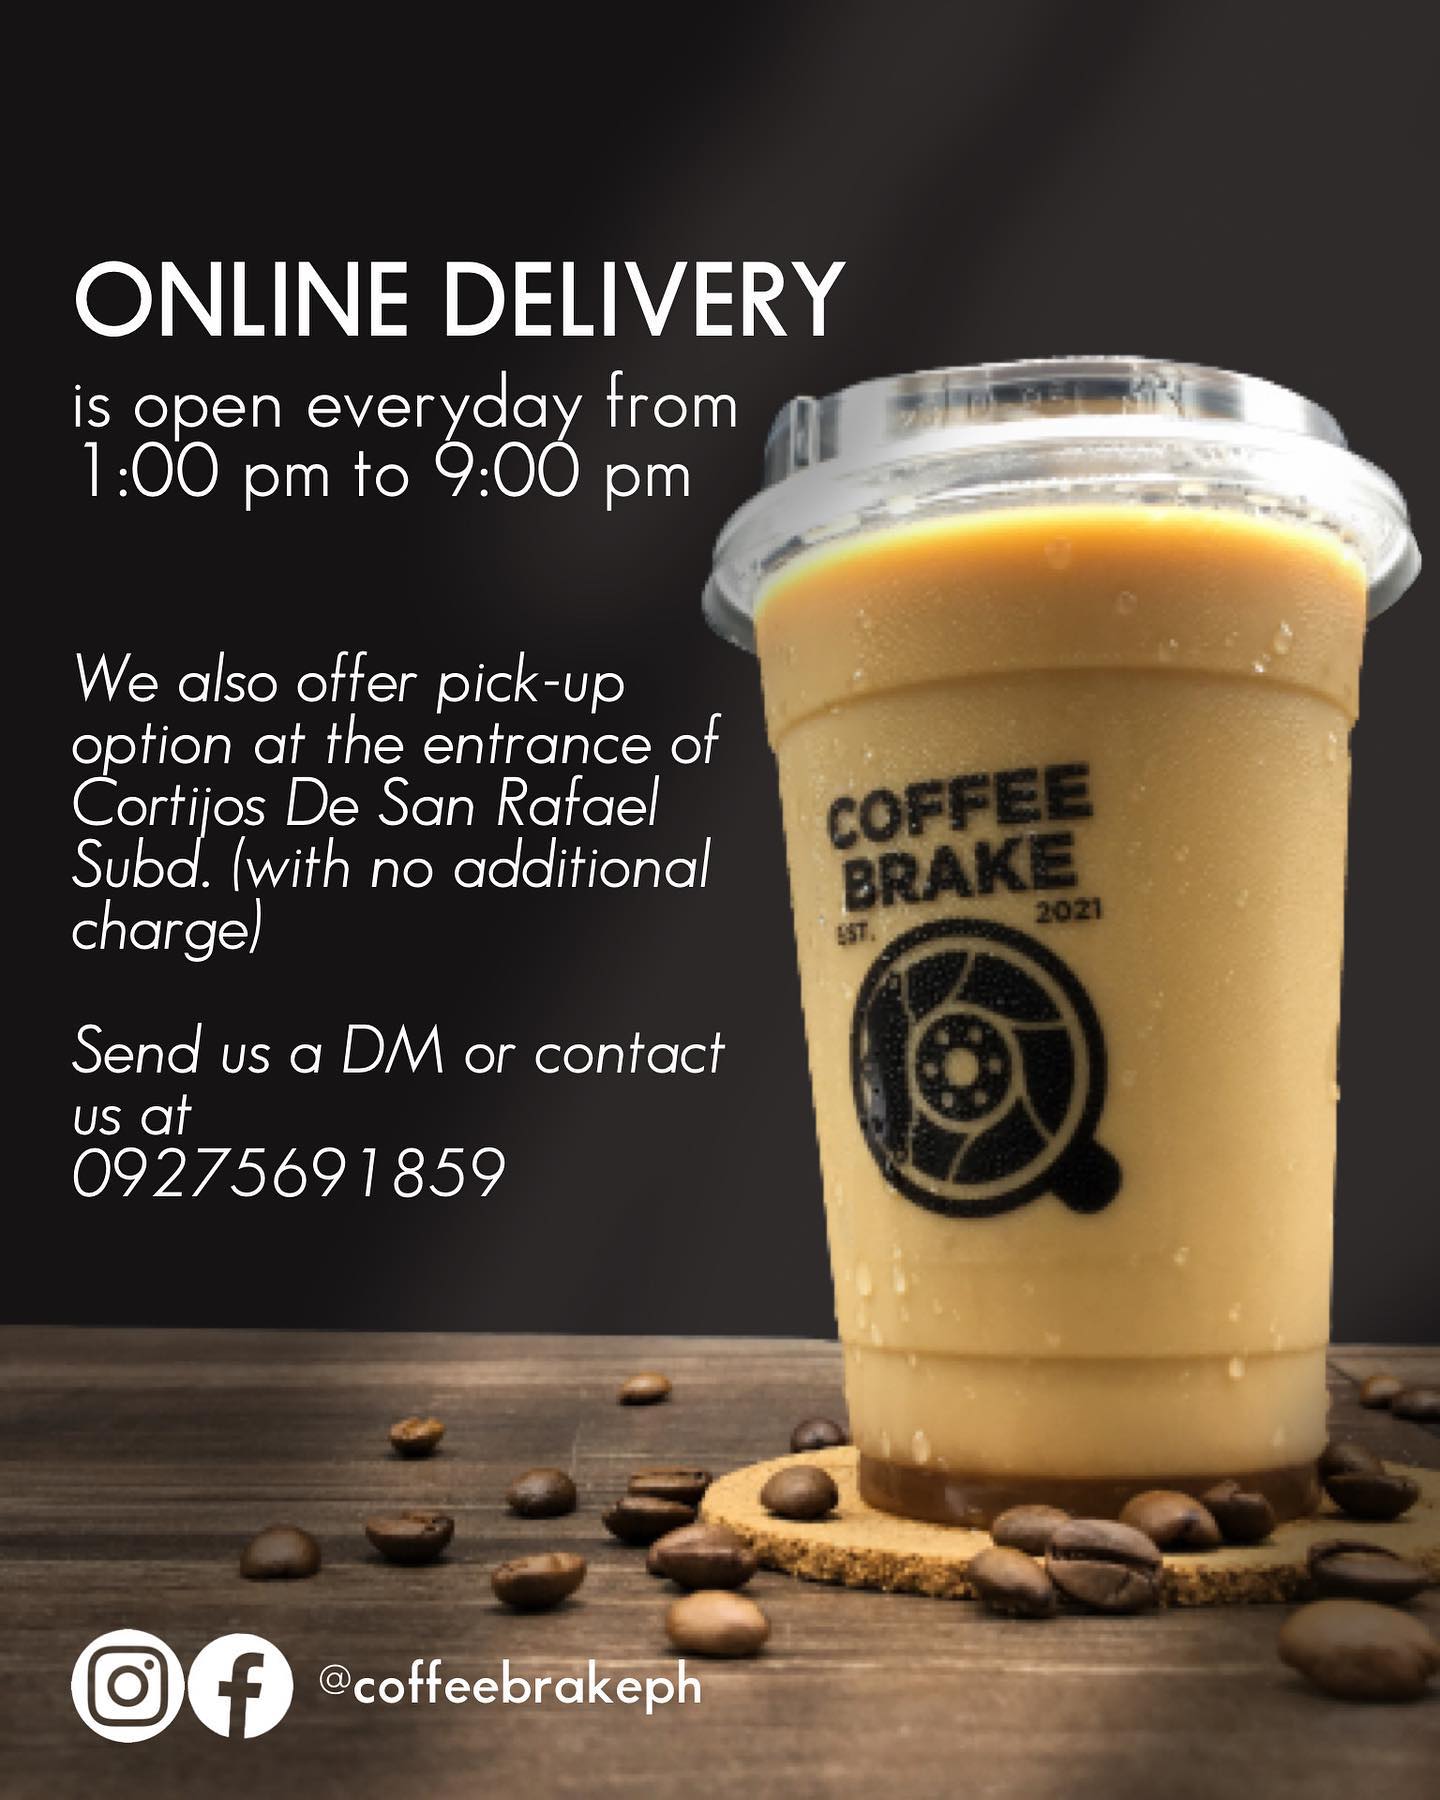 ONLINE DELIVERY
is open everyday from
1:00 pm to 9:00 pm
We also offer pick-up
option at the entrance of
Cortijos De San Rafael
Subd. (with no additional
charge)
Send us a DM or contact
us at
09275691859
COFFEE
BRAKE
EST. 2021
@coffeebrakeph